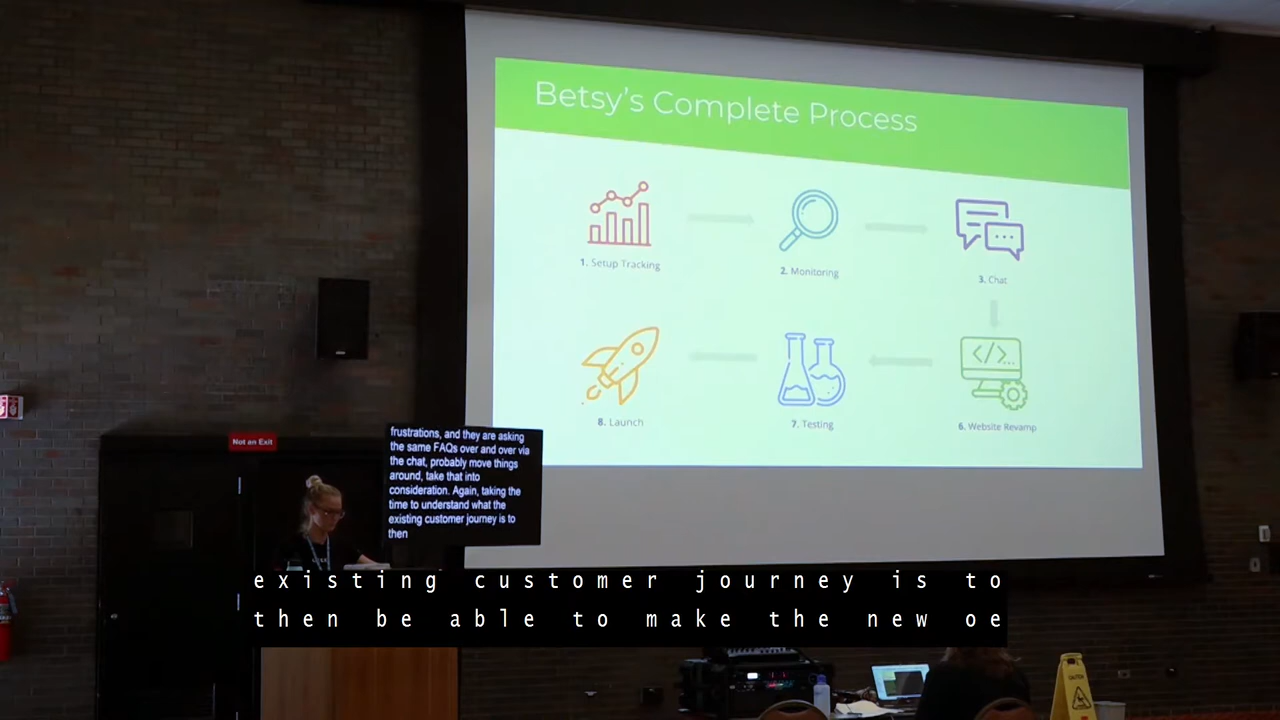 Betsy's Complete Process
1. Setup Tracking
2. Monitoring
3. Chat
8. Launch
7. Testing
6. Website Revamp
Not an Exit
frustrations, and they are asking
the same FAQs over and over via
the chat, probably move things
around, take that into
consideration. Again, taking the
time to understand what the
existing customer journey is to
then
existing customer journey is to
then be able to make the new oe
CAUTION